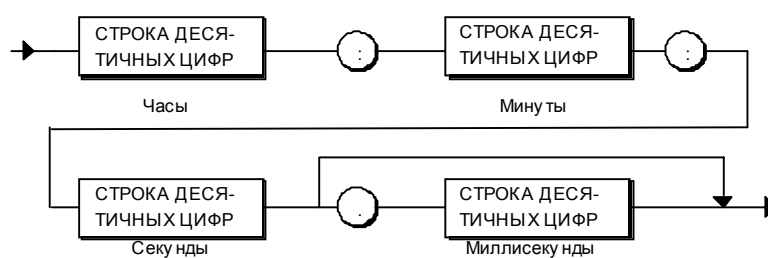 СТРОКА ДЕСЯ-
ТИЧНЫХ ЦИФР
:
СТРОКА ДЕСЯ-
ТИЧНЫХ ЦИФР
:
Часы
Минуты
СТРОКА ДЕСЯ-
ТИЧНЫХ ЦИФР
.
СТРОКА ДЕСЯ-
ТИЧНЫХ ЦИФР
Секунды
Миллисекунды